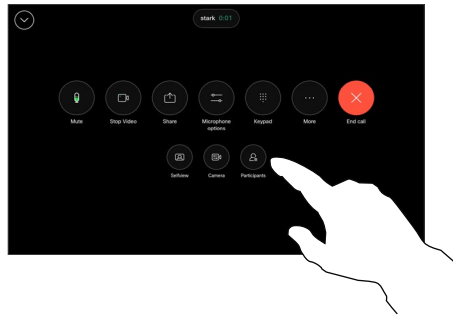 stark 0:01
Mute Stop Video Share Microphone options Keypad More End call
Selfview Camera Participants